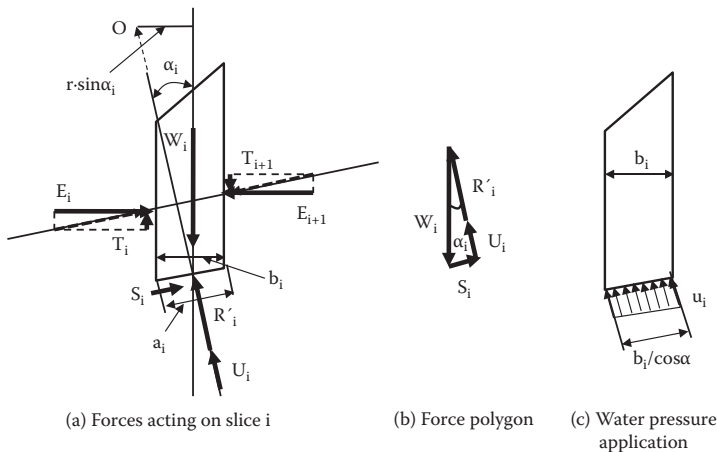 O
αᵢ
r·sinαᵢ
Wᵢ
Tᵢ₊₁
Eᵢ
Eᵢ₊₁
Tᵢ
bᵢ
Sᵢ
R′ᵢ
aᵢ
Uᵢ
(a) Forces acting on slice i
R′ᵢ
Wᵢ
αᵢ
Uᵢ
Sᵢ
(b) Force polygon
bᵢ
uᵢ
bᵢ/cosα
(c) Water pressure
application